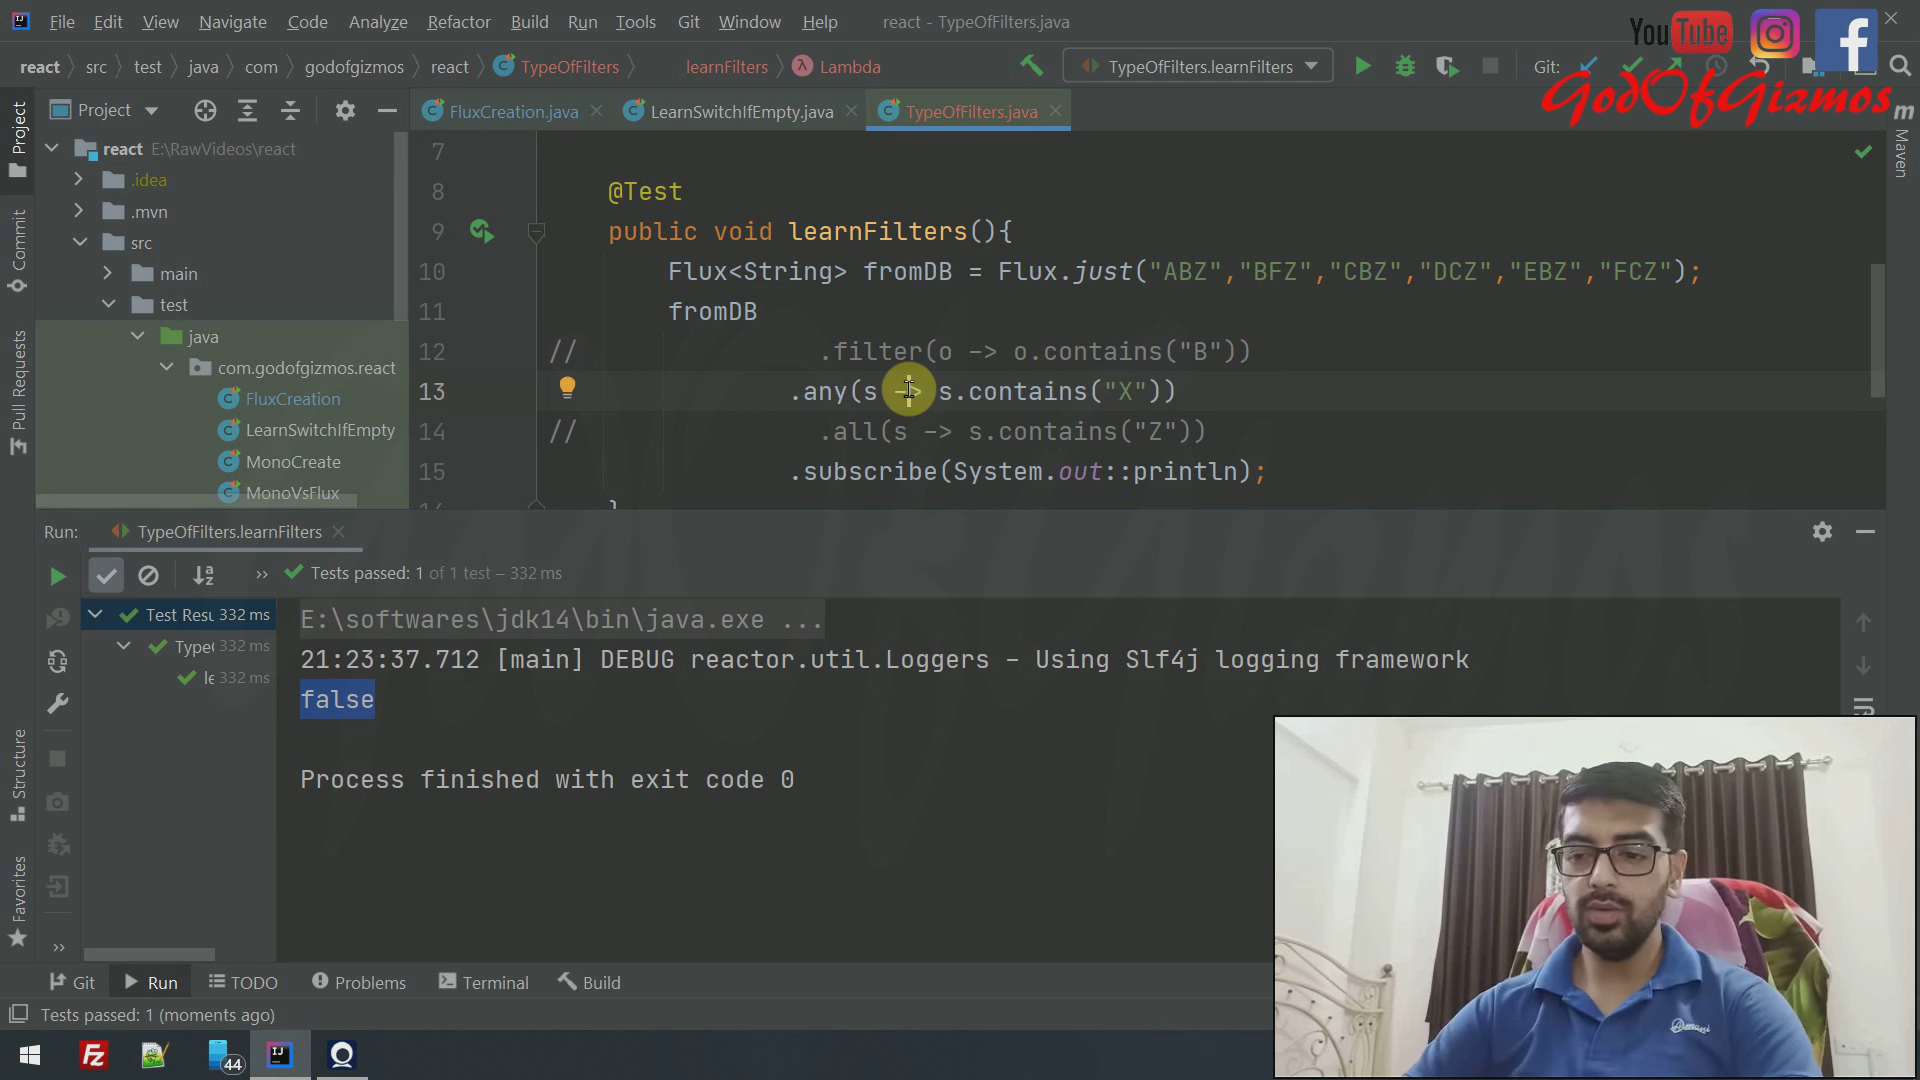 File Edit View Navigate Code Analyze Refactor Build Run Tools Git Window Help react - TypeOfFilters.java
You Tube
GodOfGizmos
react src test java com godofgizmos react TypeOfFilters learnFilters Lambda TypeOfFilters.learnFilters Git:
Project FluxCreation.java LearnSwitchIfEmpty.java TypeOfFilters.java
Project
Commit
Pull Requests
Structure
Favorites
Maven
react E:\RawVideos\react
.idea
.mvn
src
main
test
java
com.godofgizmos.react
FluxCreation
LearnSwitchIfEmpty
MonoCreate
MonoVsFlux
7
8 @Test
9 public void learnFilters(){
10 Flux<String> fromDB = Flux.just("ABZ","BFZ","CBZ","DCZ","EBZ","FCZ");
11 fromDB
12 // .filter(o -> o.contains("B"))
13 .any(s -> s.contains("X"))
14 // .all(s -> s.contains("Z"))
15 .subscribe(System.out::println);
}
Run: TypeOfFilters.learnFilters
Tests passed: 1 of 1 test – 332 ms
Test Resu 332 ms
Type 332 ms
le 332 ms
E:\softwares\jdk14\bin\java.exe ...
21:23:37.712 [main] DEBUG reactor.util.Loggers - Using Slf4j logging framework
false
Process finished with exit code 0
Git Run TODO Problems Terminal Build
Tests passed: 1 (moments ago)
44